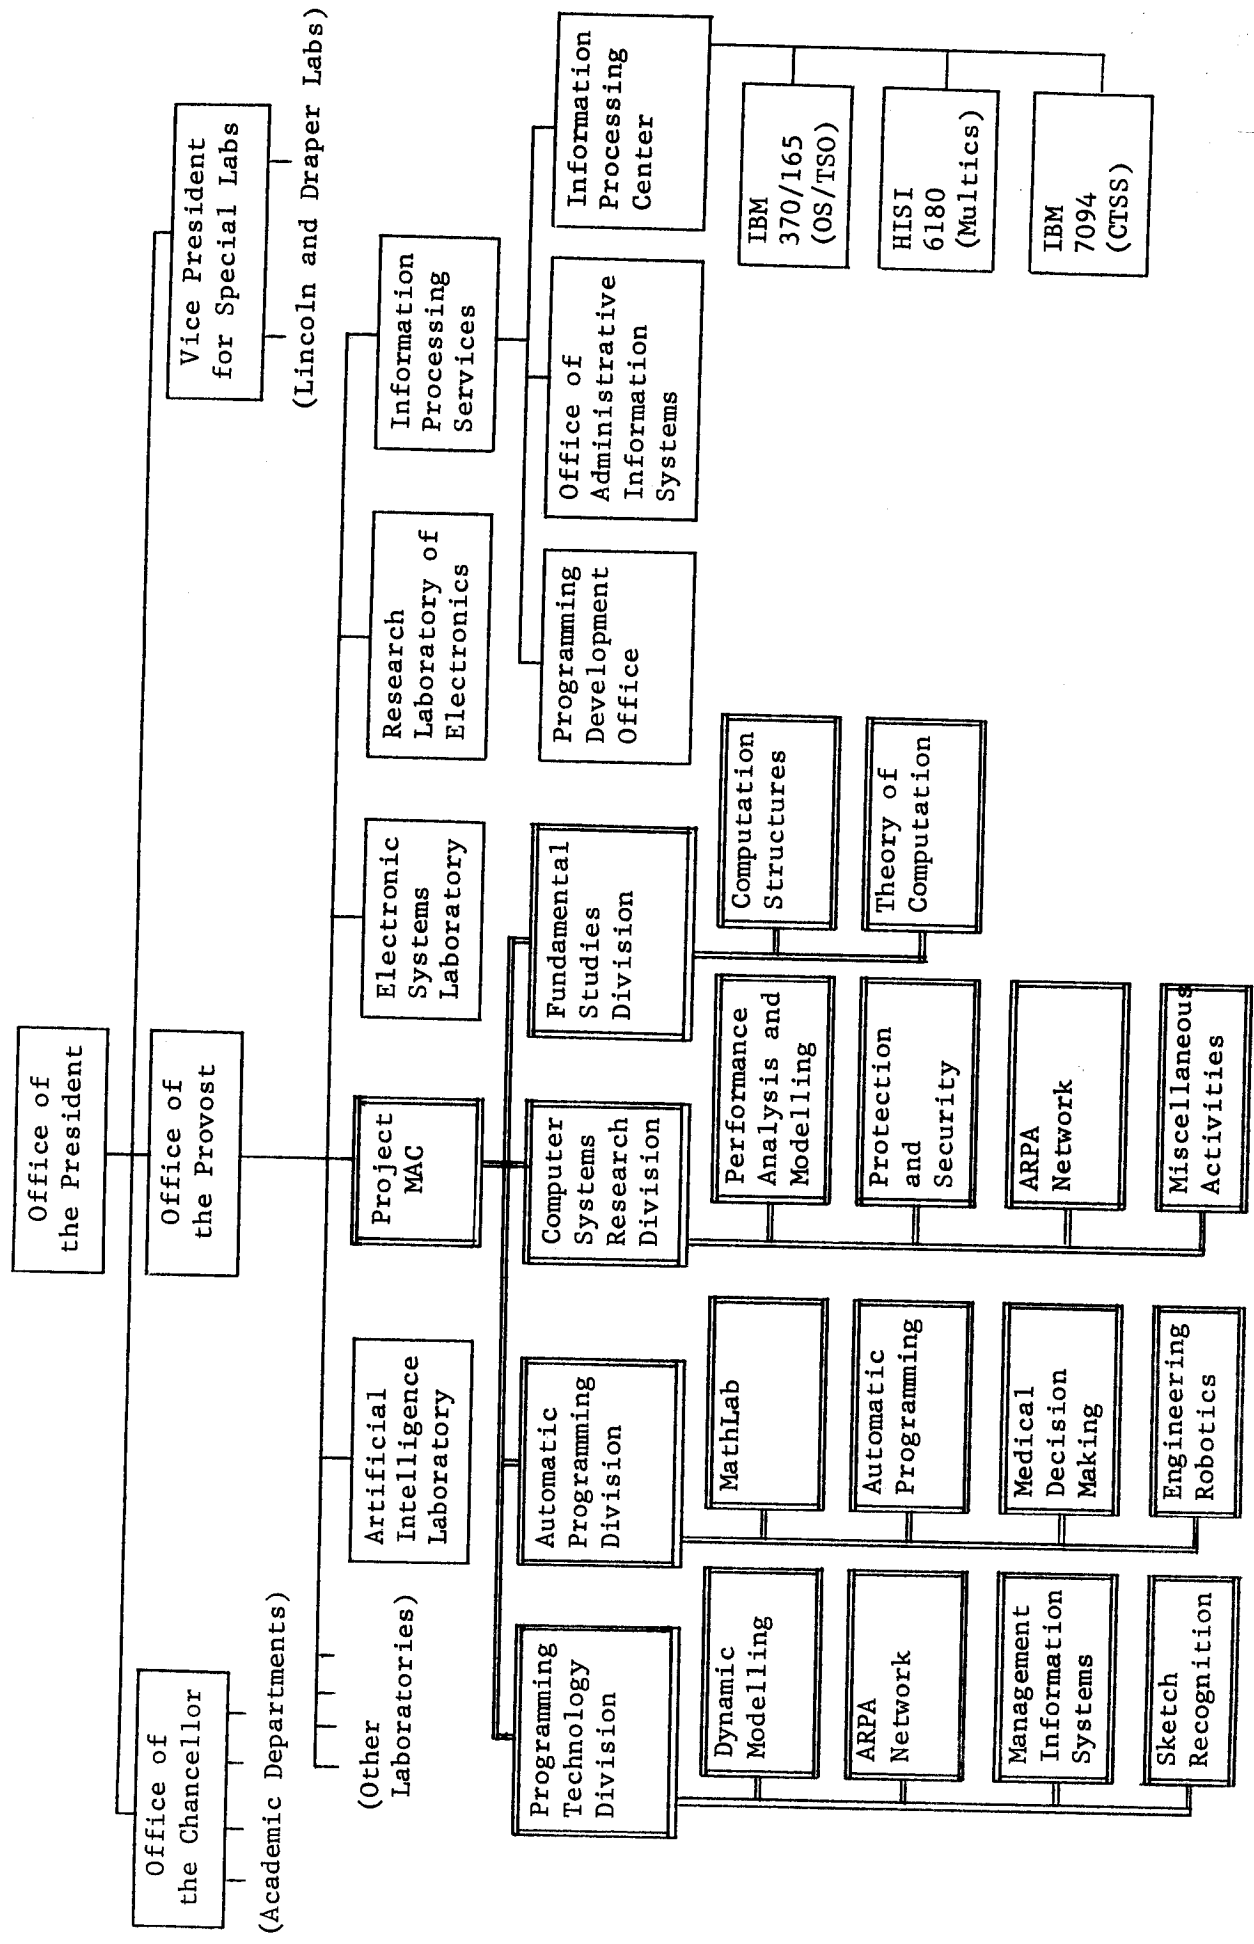 Office of
the President
Office of
the Chancellor
(Academic Departments)
Office of
the Provost
Vice President
for Special Labs
(Lincoln and Draper Labs)
(Other
Laboratories)
Artificial
Intelligence
Laboratory
Project
MAC
Electronic
Systems
Laboratory
Research
Laboratory of
Electronics
Information
Processing
Services
Programming
Technology
Division
Automatic
Programming
Division
Computer
Systems
Research
Division
Fundamental
Studies
Division
Programming
Development
Office
Office of
Administrative
Information
Systems
Information
Processing
Center
Dynamic
Modelling
ARPA
Network
Management
Information
Systems
Sketch
Recognition
MathLab
Automatic
Programming
Medical
Decision
Making
Engineering
Robotics
Performance
Analysis and
Modelling
Protection
and
Security
ARPA
Network
Miscellaneous
Activities
Computation
Structures
Theory of
Computation
IBM
370/165
(OS/TSO)
HISI
6180
(Multics)
IBM
7094
(CTSS)